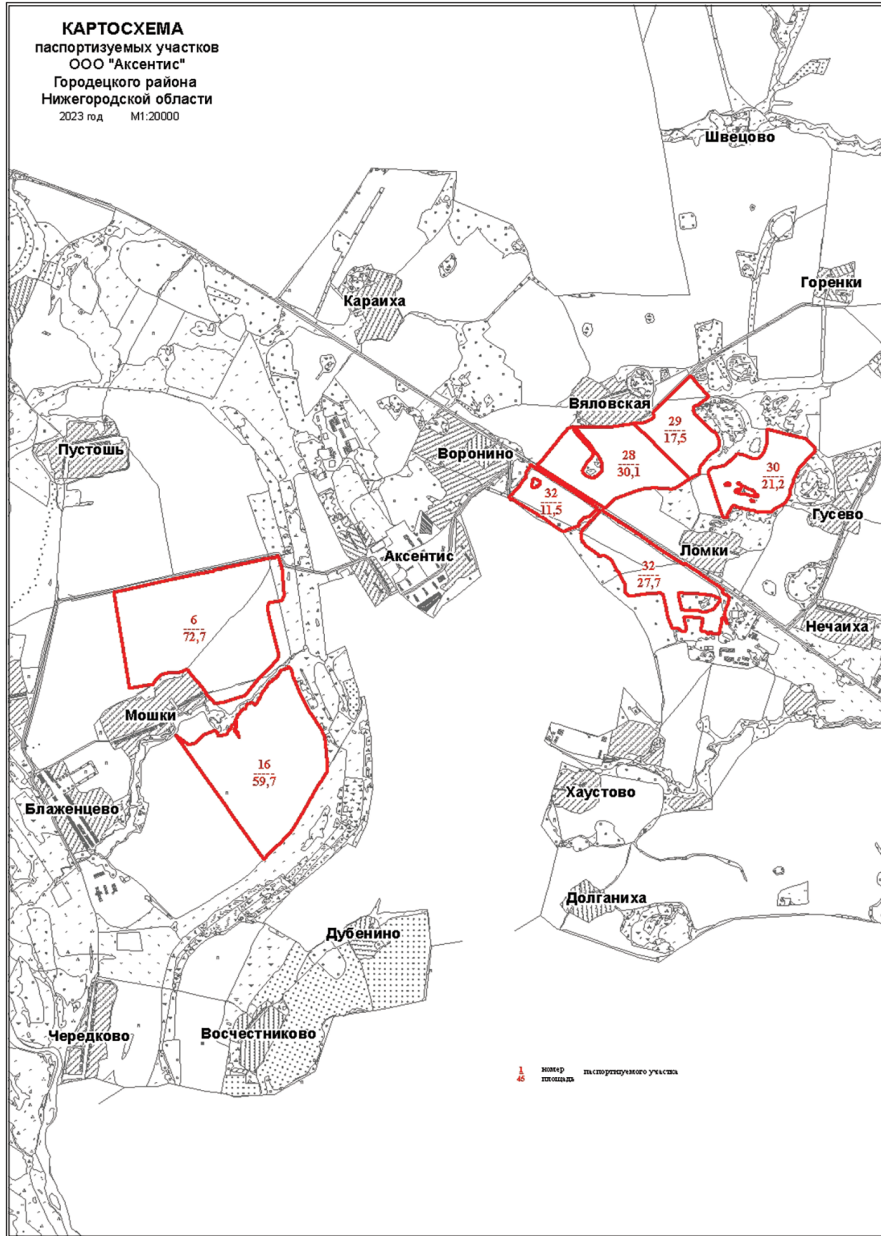 КАРТОСХЕМА
паспортизуемых участков
ООО "Аксентис"
Городецкого района
Нижегородской области
2023 год М1:20000
Швецово
Горенки
Караиха
Вяловская
29
17,5
Пустошь
Воронино
28
30,1
30
21,2
32
11,5
Гусево
Аксентис
Ломки
32
27,7
6
72,7
Нечаиха
Мошки
16
59,7
Блаженцево
Хаустово
Долганиха
Дубенино
Чередково
Восчестниково
1 номер паспортизуемого участка
45 площадь